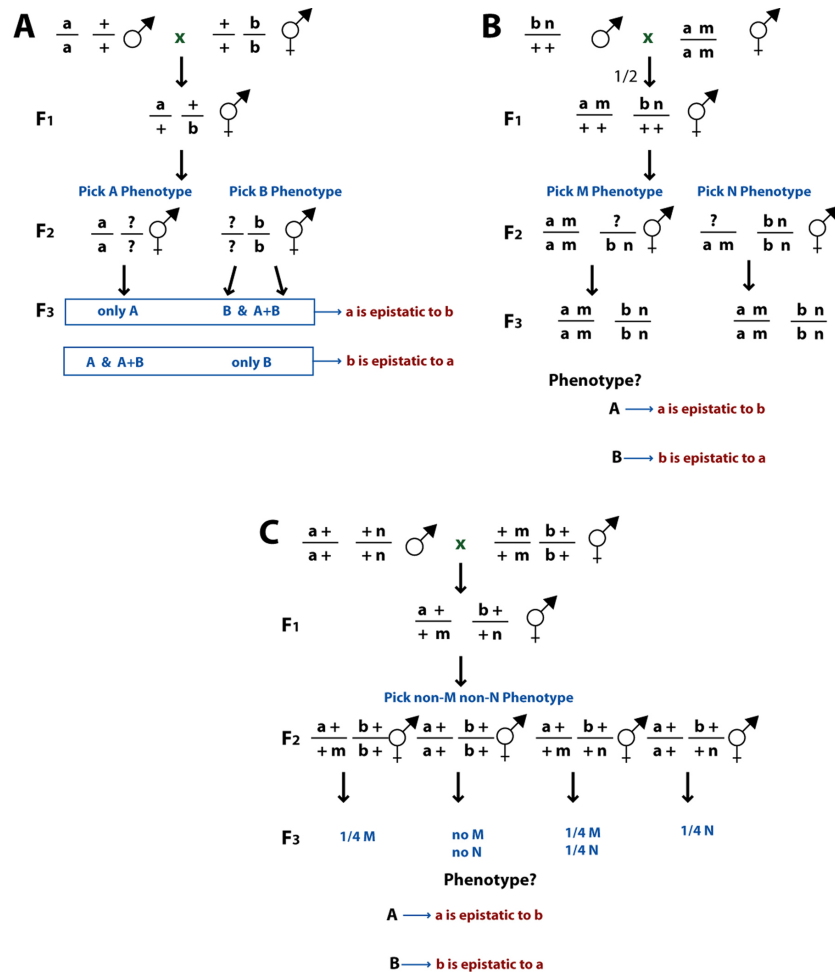 A
a + + b
x
a + + b
F1
a +
+ b
Pick A Phenotype Pick B Phenotype
F2
a ? ? b
a ? ? b
F3
only A B & A+B a is epistatic to b
A & A+B only B b is epistatic to a
B
b n a m
x
+ + a m
1/2
F1
a m b n
+ + + +
Pick M Phenotype Pick N Phenotype
F2
a m ? ? b n
a m b n a m b n
F3
a m b n a m b n
a m b n a m b n
Phenotype?
A a is epistatic to b
B b is epistatic to a
C
a + + n + m b +
x
a + + n + m b +
F1
a + b +
+ m + n
Pick non-M non-N Phenotype
F2
a + b + a + b + a + b + a + b +
+ m b + a + b + + m + n a + + n
F3
1/4 M no M 1/4 M 1/4 N
no N 1/4 N
Phenotype?
A a is epistatic to b
B b is epistatic to a